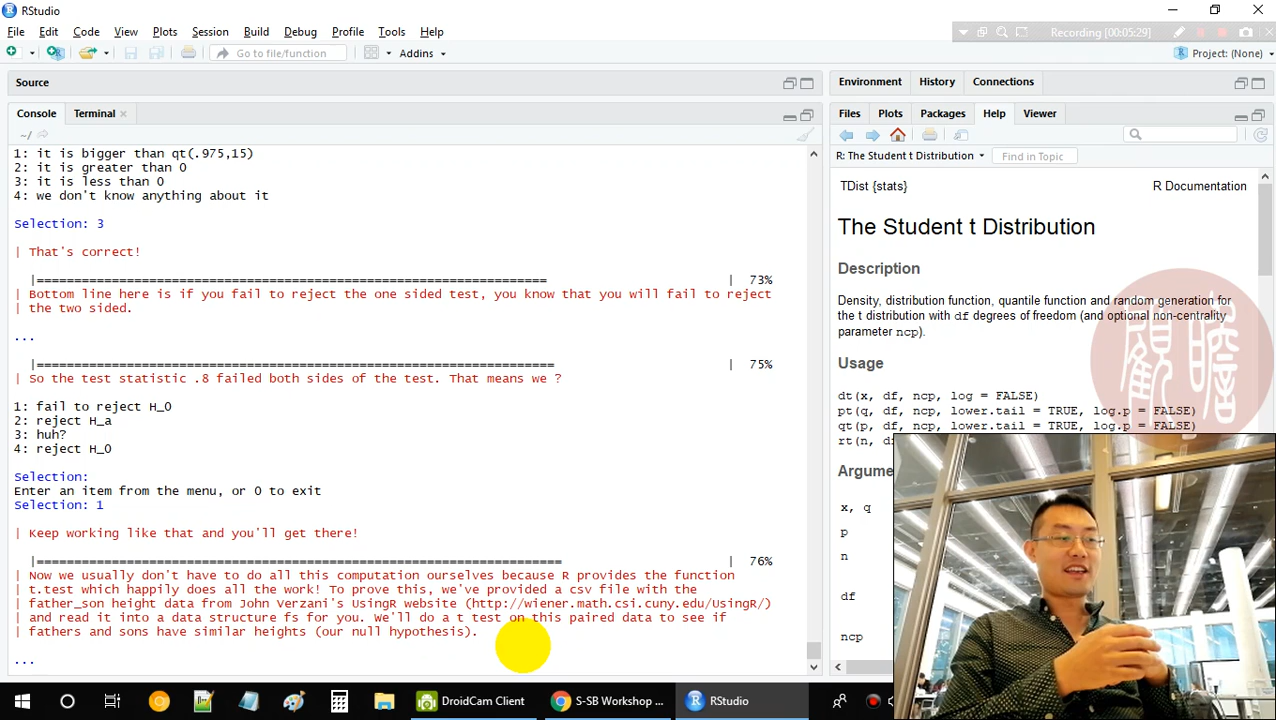 RStudio
File Edit Code View Plots Session Build Debug Profile Tools Help
Recording [00:05:29]
Go to file/function
Addins
Project: (None)
Source
Environment History Connections
Console Terminal
Files Plots Packages Help Viewer
~/
R: The Student t Distribution
Find in Topic
1: it is bigger than qt(.975,15)
2: it is greater than 0
3: it is less than 0
4: we don't know anything about it
Selection: 3
| That's correct!
|=====================================================================| 73%
| Bottom line here is if you fail to reject the one sided test, you know that you will fail to reject
| the two sided.
...
|======================================================================| 75%
| So the test statistic .8 failed both sides of the test. That means we ?
1: fail to reject H_0
2: reject H_a
3: huh?
4: reject H_0
Selection:
Enter an item from the menu, or 0 to exit
Selection: 1
| Keep working like that and you'll get there!
|=======================================================================| 76%
| Now we usually don't have to do all this computation ourselves because R provides the function
| t.test which happily does all the work! To prove this, we've provided a csv file with the
| father_son height data from John Verzani's UsingR website (http://wiener.math.csi.cuny.edu/UsingR/)
| and read it into a data structure fs for you. We'll do a t test on this paired data to see if
| fathers and sons have similar heights (our null hypothesis).
...
TDist {stats}
R Documentation
The Student t Distribution
Description
Density, distribution function, quantile function and random generation for
the t distribution with df degrees of freedom (and optional non-centrality
parameter ncp).
Usage
dt(x, df, ncp, log = FALSE)
pt(q, df, ncp, lower.tail = TRUE, log.p = FALSE)
qt(p, df, ncp, lower.tail = TRUE, log.p = FALSE)
rt(n, d
Argume
x, q
p
n
df
ncp
DroidCam Client
S-SB Workshop ...
RStudio